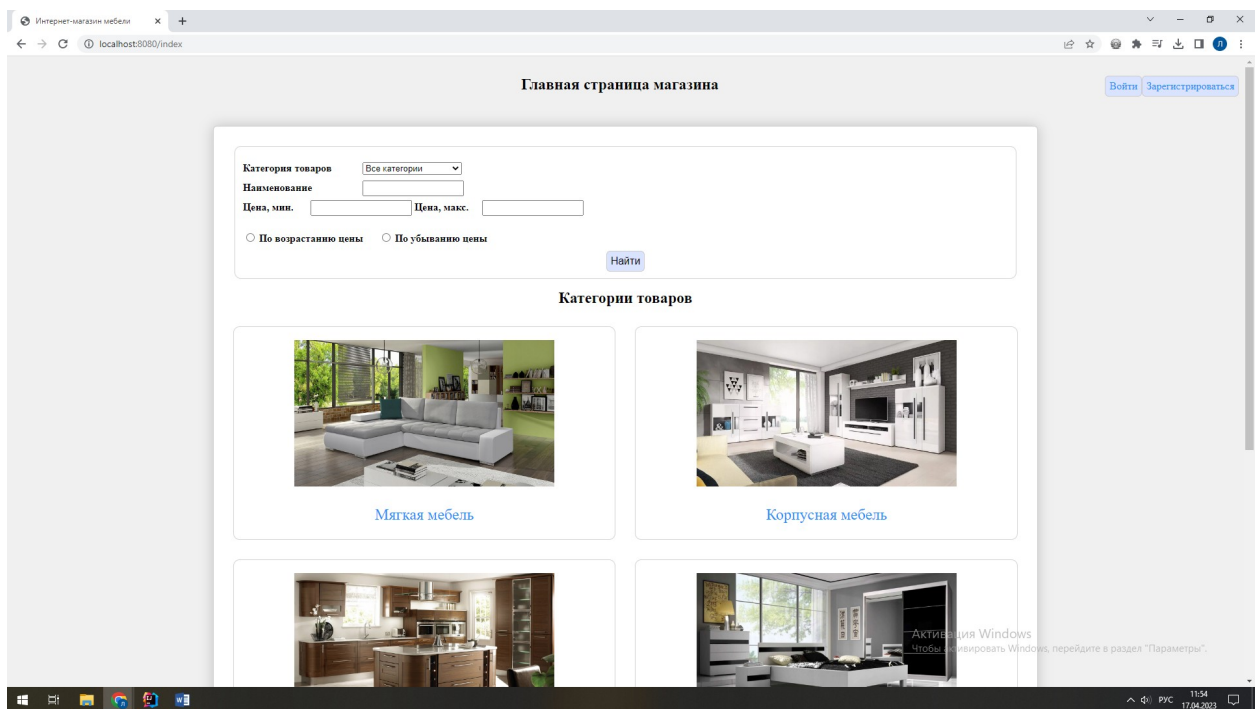 Интернет-магазин мебели
localhost:8080/index
Л
Главная страница магазина
Войти Зарегистрироваться
Категория товаров Все категории
Наименование
Цена, мин. Цена, макс.
По возрастанию цены По убыванию цены
Найти
Категории товаров
Мягкая мебель Корпусная мебель
Активация Windows
Чтобы активировать Windows, перейдите в раздел "Параметры".
РУС 11:54
17.04.2023